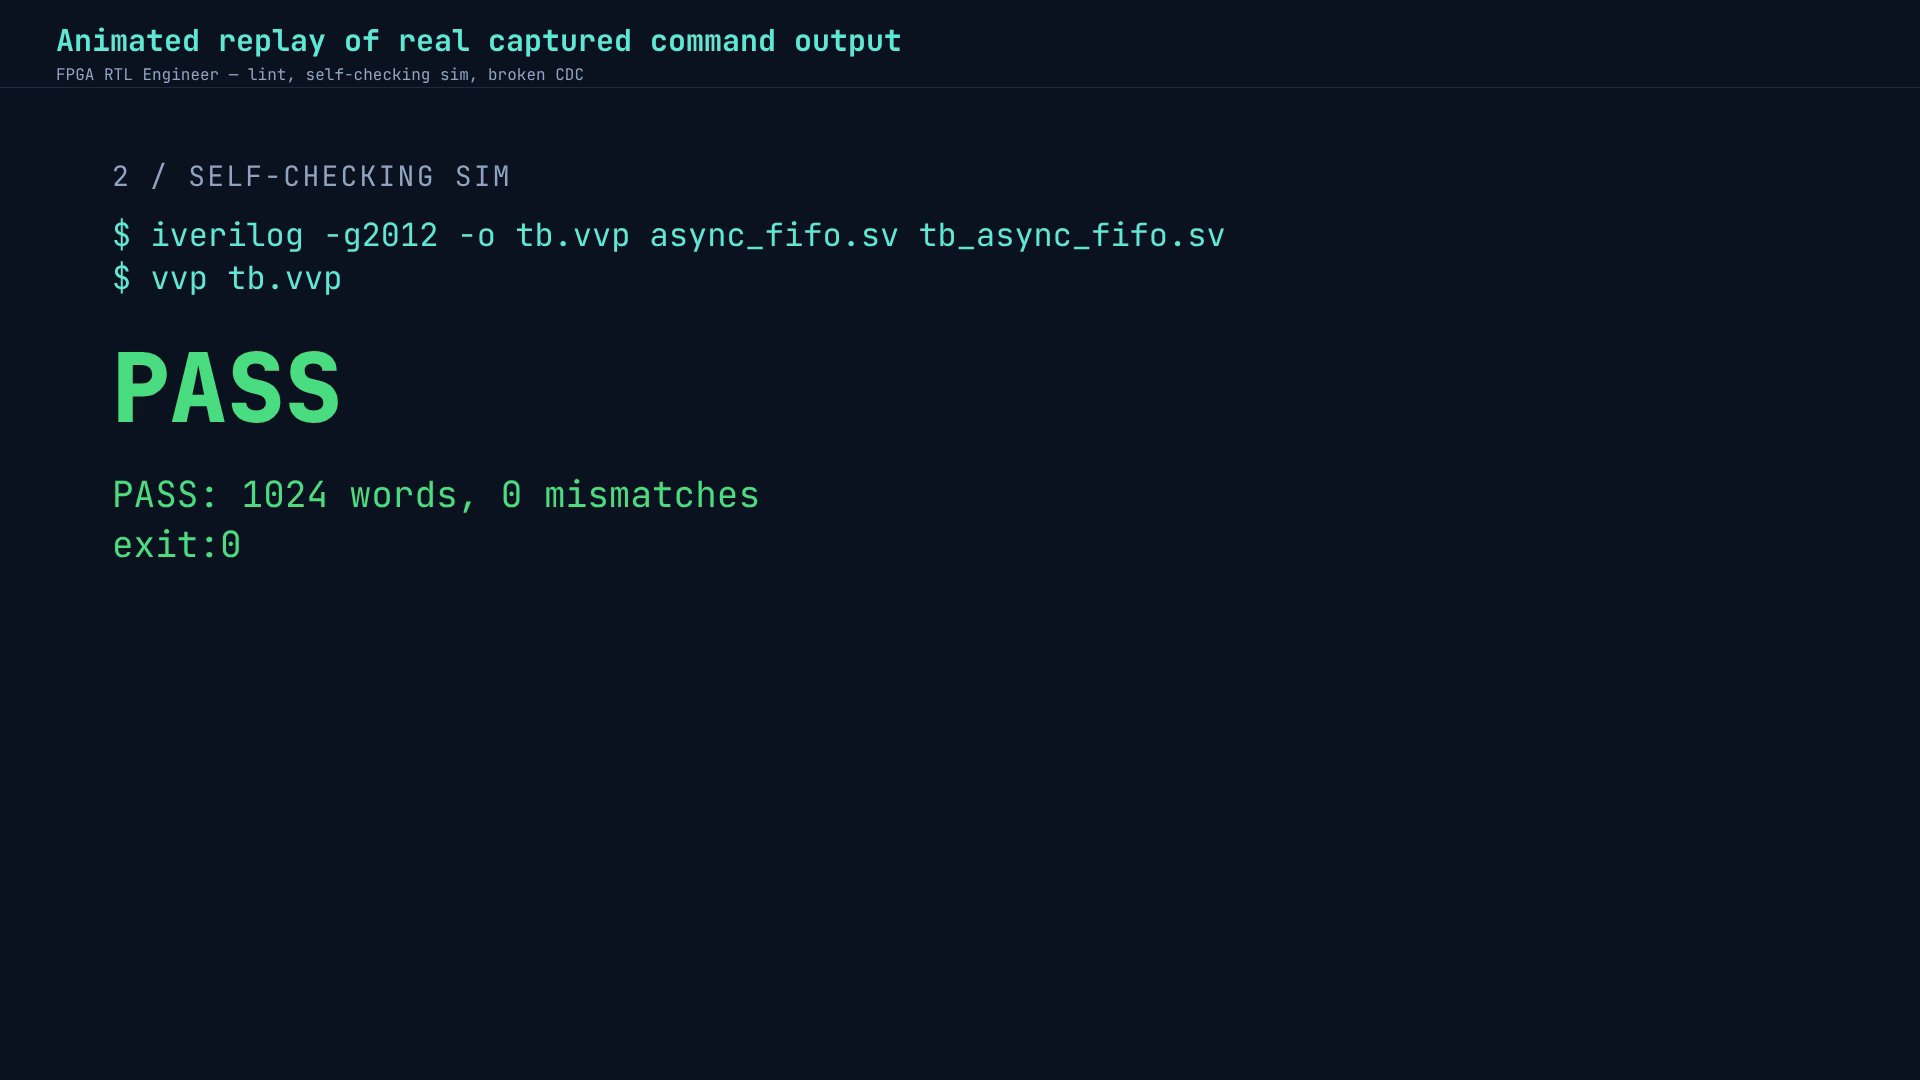 Animated replay of real captured command output
FPGA RTL Engineer — lint, self-checking sim, broken CDC
2 / SELF-CHECKING SIM
$ iverilog -g2012 -o tb.vvp async_fifo.sv tb_async_fifo.sv
$ vvp tb.vvp
PASS
PASS: 1024 words, 0 mismatches
exit:0